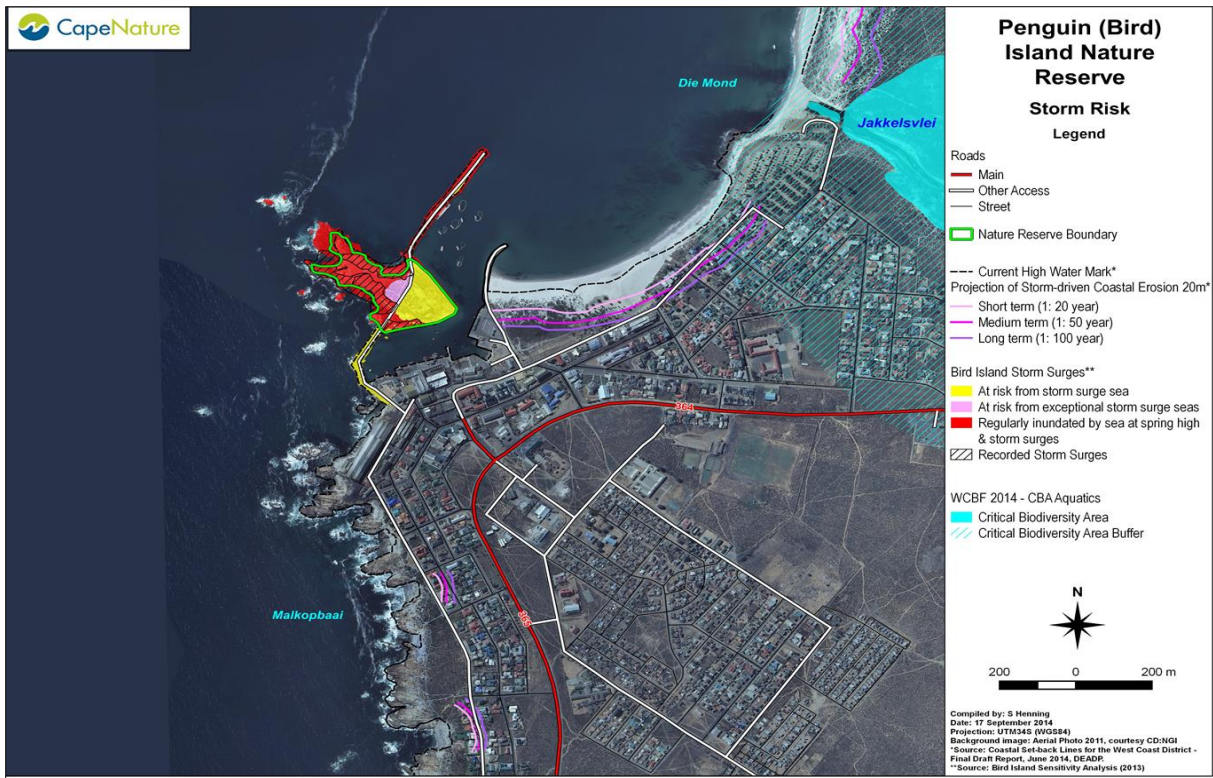 CapeNature
Penguin (Bird)
Island Nature
Reserve
Storm Risk
Legend
Roads
Main
Other Access
Street
Nature Reserve Boundary
Current High Water Mark*
Projection of Storm-driven Coastal Erosion 20m*
Short term (1: 20 year)
Medium term (1: 50 year)
Long term (1: 100 year)
Bird Island Storm Surges**
At risk from storm surge sea
At risk from exceptional storm surge seas
Regularly inundated by sea at spring high
& storm surges
Recorded Storm Surges
WCBF 2014 - CBA Aquatics
Critical Biodiversity Area
Critical Biodiversity Area Buffer
N
200 0 200 m
Compiled by: S Henning
Date: 17 September 2014
Projection: UTM34S (WGS84)
Background image: Aerial Photo 2011, courtesy CD:NGI
*Source: Coastal Set-back Lines for the West Coast District -
Final Draft Report, June 2014, DEADP.
**Source: Bird Island Sensitivity Analysis (2013)
Die Mond
Jakkelsvlei
364
365
Malkopbaai